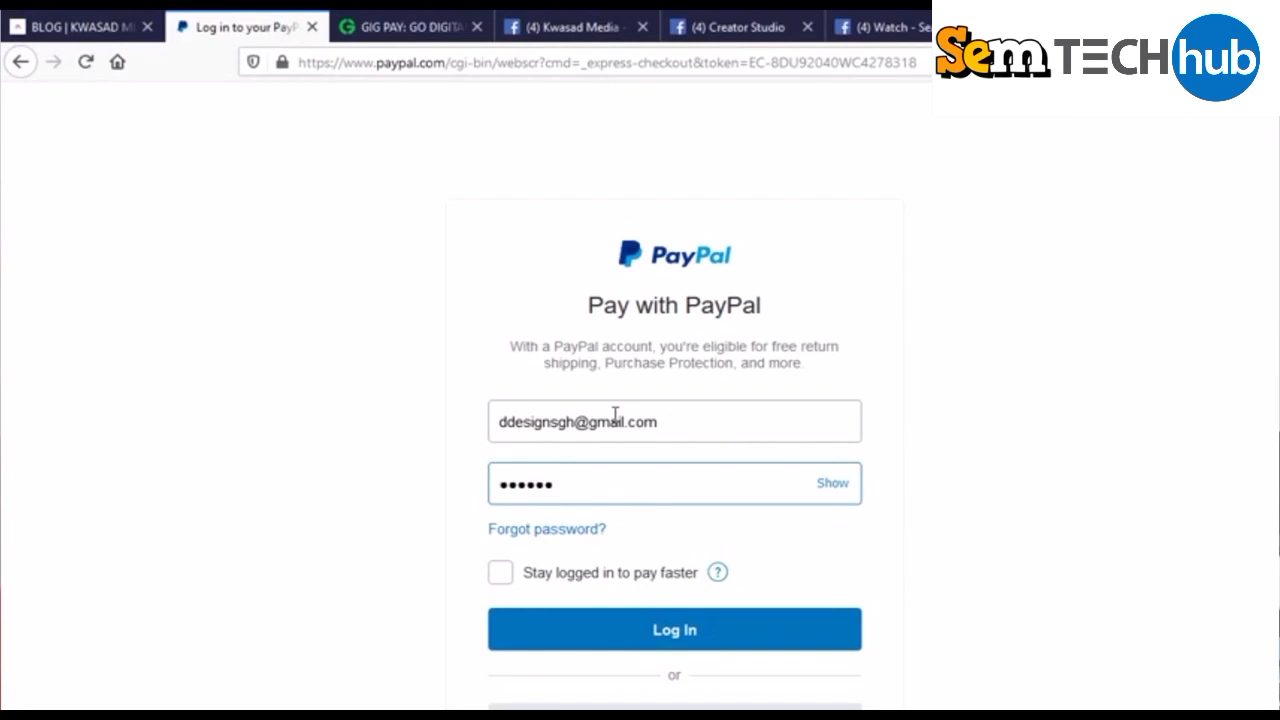 BLOG | KWASAD M
Log in to your PayP
GIG PAY: GO DIGITA
(4) Kwasad Media -
(4) Creator Studio
(4) Watch - Se
Sem TECH hub
https://www.paypal.com/cgi-bin/webscr?cmd=_express-checkout&token=EC-8DU92040WC4278318
PayPal
Pay with PayPal
With a PayPal account, you're eligible for free return
shipping, Purchase Protection, and more.
ddesignsgh@gmail.com
••••••
Show
Forgot password?
Stay logged in to pay faster ?
Log In
or